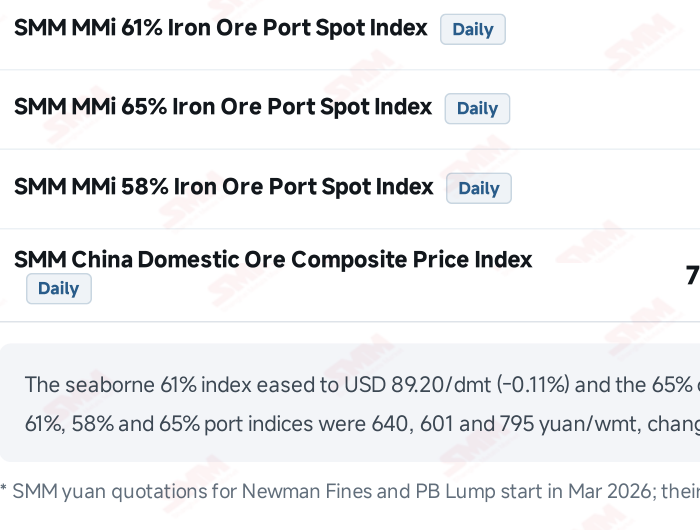 SMM MMi 61% Iron Ore Port Spot Index Daily
SMM MMi 65% Iron Ore Port Spot Index Daily
SMM MMi 58% Iron Ore Port Spot Index Daily
SMM China Domestic Ore Composite Price Index
Daily
7
The seaborne 61% index eased to USD 89.20/dmt (-0.11%) and the 65%
61%, 58% and 65% port indices were 640, 601 and 795 yuan/wmt, chang
* SMM yuan quotations for Newman Fines and PB Lump start in Mar 2026; their